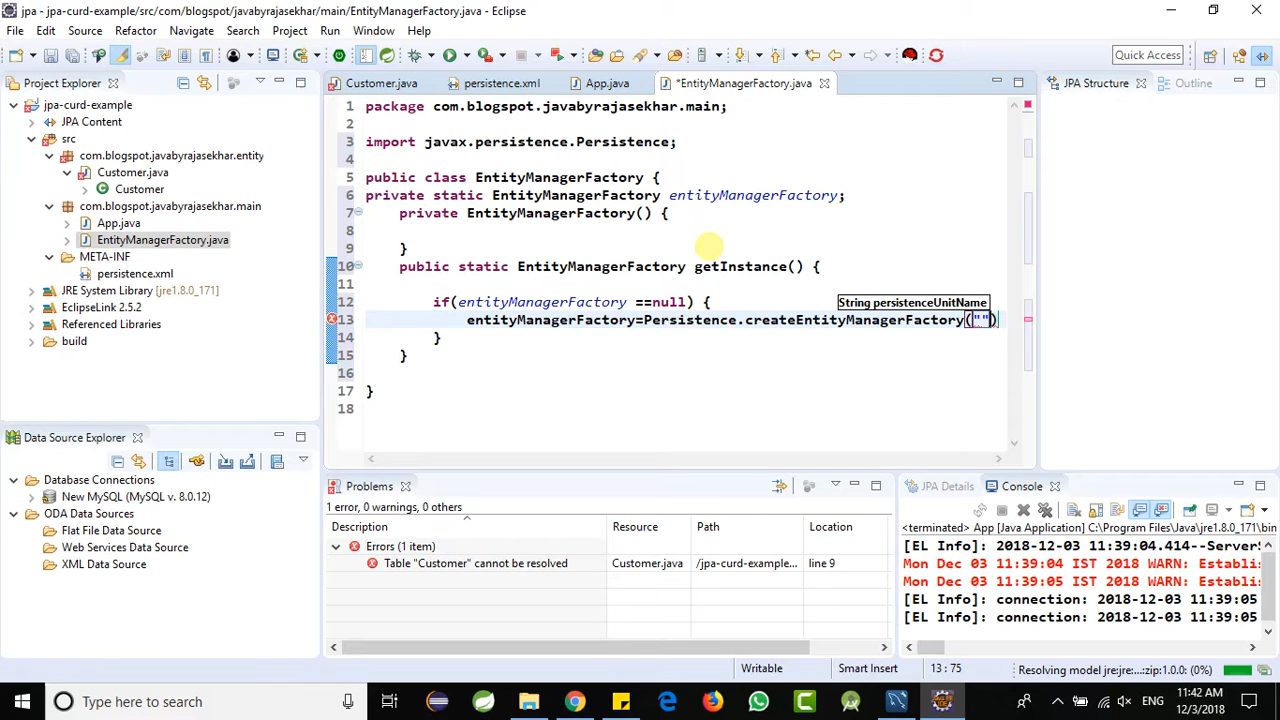 jpa - jpa-curd-example/src/com/blogspot/javabyrajasekhar/main/EntityManagerFactory.java - Eclipse
File Edit Source Refactor Navigate Search Project Run Window Help
Quick Access
Project Explorer
jpa-curd-example
JPA Content
src
com.blogspot.javabyrajasekhar.entity
Customer.java
Customer
com.blogspot.javabyrajasekhar.main
App.java
EntityManagerFactory.java
META-INF
persistence.xml
JRE System Library [jre1.8.0_171]
EclipseLink 2.5.2
Referenced Libraries
build
Customer.java persistence.xml App.java *EntityManagerFactory.java
1 package com.blogspot.javabyrajasekhar.main;
2
3 import javax.persistence.Persistence;
4
5 public class EntityManagerFactory {
6 private static EntityManagerFactory entityManagerFactory;
7 private EntityManagerFactory() {
8
9 }
10 public static EntityManagerFactory getInstance() {
11
12 if(entityManagerFactory ==null) {
String persistenceUnitName
13 entityManagerFactory=Persistence.createEntityManagerFactory("")
14 }
15 }
16
17 }
18
JPA Structure Outline
Data Source Explorer
Database Connections
New MySQL (MySQL v. 8.0.12)
ODA Data Sources
Flat File Data Source
Web Services Data Source
XML Data Source
Problems
1 error, 0 warnings, 0 others
Description Resource Path Location
Errors (1 item)
Table "Customer" cannot be resolved Customer.java /jpa-curd-example... line 9
JPA Details Console
<terminated> App [Java Application] C:\Program Files\Java\jre1.8.0_171\bin
[EL Info]: 2018-12-03 11:39:04.414--ServerS
Mon Dec 03 11:39:04 IST 2018 WARN: Establis
Mon Dec 03 11:39:05 IST 2018 WARN: Establis
[EL Info]: connection: 2018-12-03 11:39:05
[EL Info]: connection: 2018-12-03 11:39:05
Writable Smart Insert 13 : 75 Resolving model jre:jre:...:zip:1.0.0: (0%)
Type here to search
ENG
11:42 AM
12/3/2018